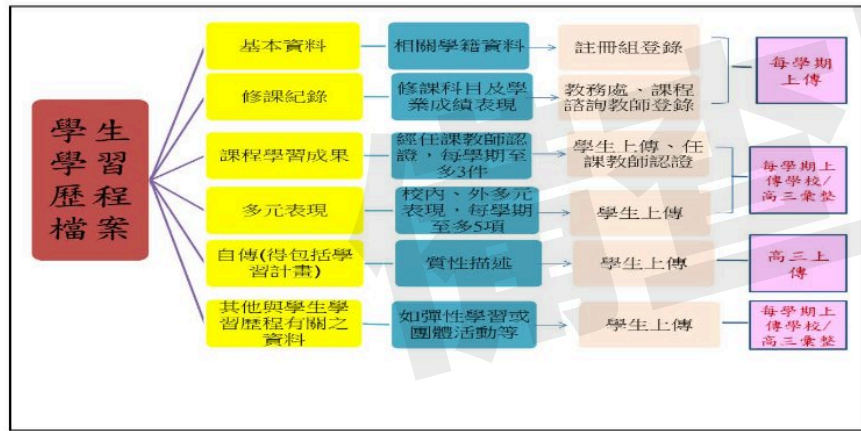 學生
學習
歷程
檔案
基本資料
相關學籍資料
註冊組登錄
每學期
上傳
修課紀錄
修課科目及學
業成績表現
教務處、課程
諮詢教師登錄
課程學習成果
經任課教師認
證，每學期至
多3件
學生上傳、任
課教師認證
每學期上
傳學校/
高三彙整
多元表現
校內、外多元
表現，每學期
至多5項
學生上傳
自傳(得包括學
習計畫)
質性描述
學生上傳
高三上
傳
其他與學生學
習歷程有關之
資料
如彈性學習或
團體活動等
學生上傳
每學期上
傳學校/
高三彙整